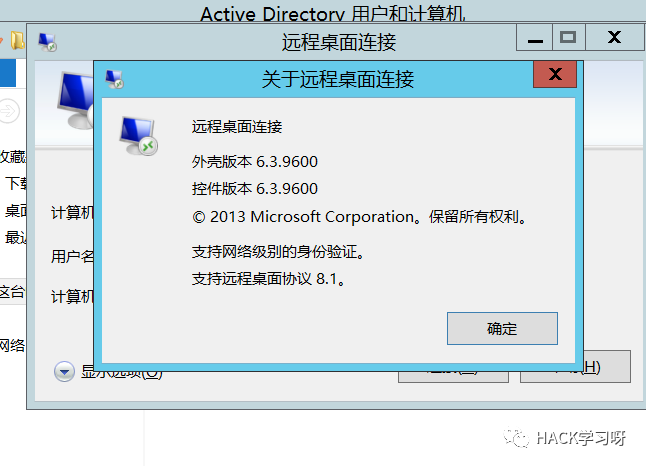 Active Directory 用户和计算机
远程桌面连接
关于远程桌面连接
远程桌面连接
外壳版本 6.3.9600
控件版本 6.3.9600
© 2013 Microsoft Corporation。保留所有权利。
支持网络级别的身份验证。
支持远程桌面协议 8.1。
确定
收藏
下载
桌面
最近
这台
网络
计算机
用户名
计算机
显示选项(O)
(H)
HACK学习呀